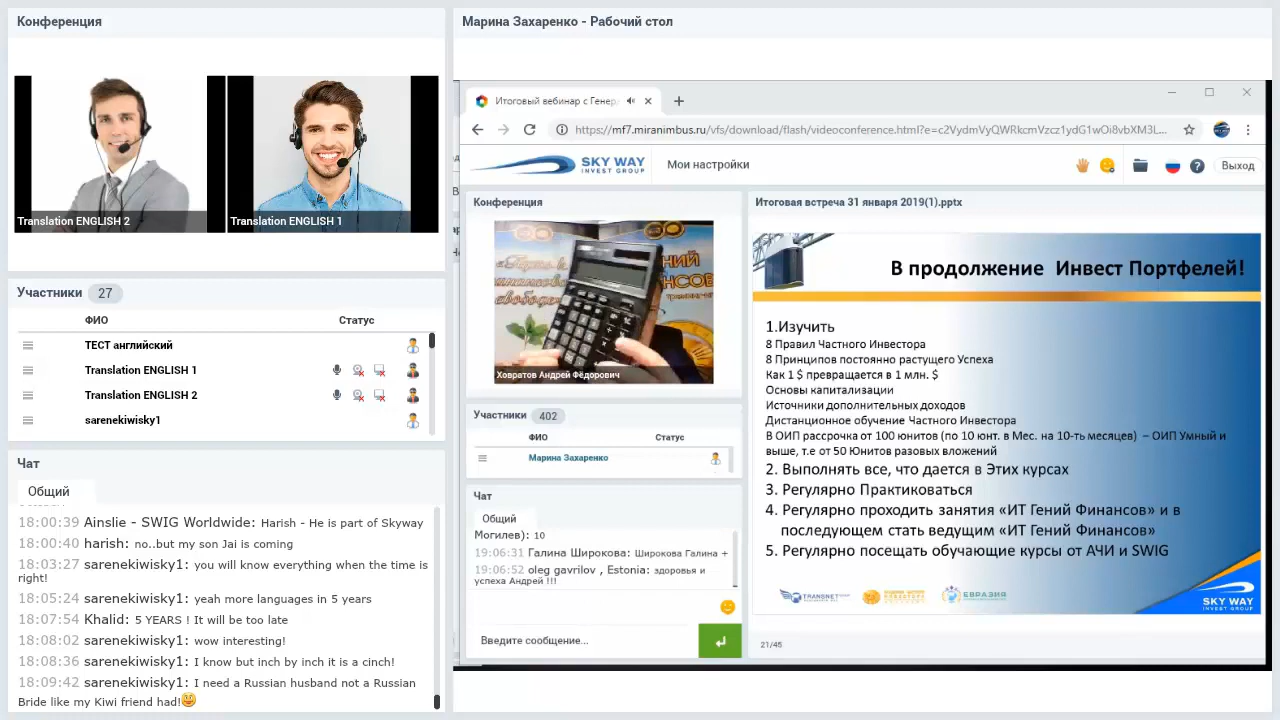 Конференция
Translation ENGLISH 2
Translation ENGLISH 1
Участники 27
ФИО Статус
ТЕСТ английский
Translation ENGLISH 1
Translation ENGLISH 2
sarenekiwisky1
Чат
Общий
18:00:39 Ainslie - SWIG Worldwide: Harish - He is part of Skyway
18:00:40 harish: no..but my son Jai is coming
18:03:27 sarenekiwisky1: you will know everything when the time is
right!
18:05:24 sarenekiwisky1: yeah more languages in 5 years
18:07:54 Khalid: 5 YEARS ! It will be too late
18:08:02 sarenekiwisky1: wow interesting!
18:08:36 sarenekiwisky1: I know but inch by inch it is a cinch!
18:09:42 sarenekiwisky1: I need a Russian husband not a Russian
Bride like my Kiwi friend had!
Марина Захаренко - Рабочий стол
Итоговый вебинар с Генер
https://mf7.miranimbus.ru/vfs/download/flash/videoconference.html?e=c2VydmVyQWRkcmVzcz1ydG1wOi8vbXM3L...
SKY WAY
INVEST GROUP
Мои настройки
Выход
Конференция
Ховратов Андрей Фёдорович
Участники 402
ФИО Статус
Марина Захаренко
Чат
Общий
Могилев): 10
19:06:31 Галина Широкова: Широкова Галина +
19:06:52 oleg gavrilov , Estonia: здоровья и
успеха Андрей !!!
Введите сообщение...
Итоговая встреча 31 января 2019(1).pptx
В продолжение Инвест Портфелей!
1.Изучить
8 Правил Частного Инвестора
8 Принципов постоянно растущего Успеха
Как 1 $ превращается в 1 млн. $
Основы капитализации
Источники дополнительных доходов
Дистанционное обучение Частного Инвестора
В ОИП рассрочка от 100 юнитов (по 10 юнт. в Мес. на 10-ть месяцев) – ОИП Умный и
выше, т.е от 50 Юнитов разовых вложений
2. Выполнять все, что дается в Этих курсах
3. Регулярно Практиковаться
4. Регулярно проходить занятия «ИТ Гений Финансов» и в
последующем стать ведущим «ИТ Гений Финансов»
5. Регулярно посещать обучающие курсы от АЧИ и SWIG
TRANSNET
ЕВРАЗИЯ
SKY WAY
INVEST GROUP
21/45